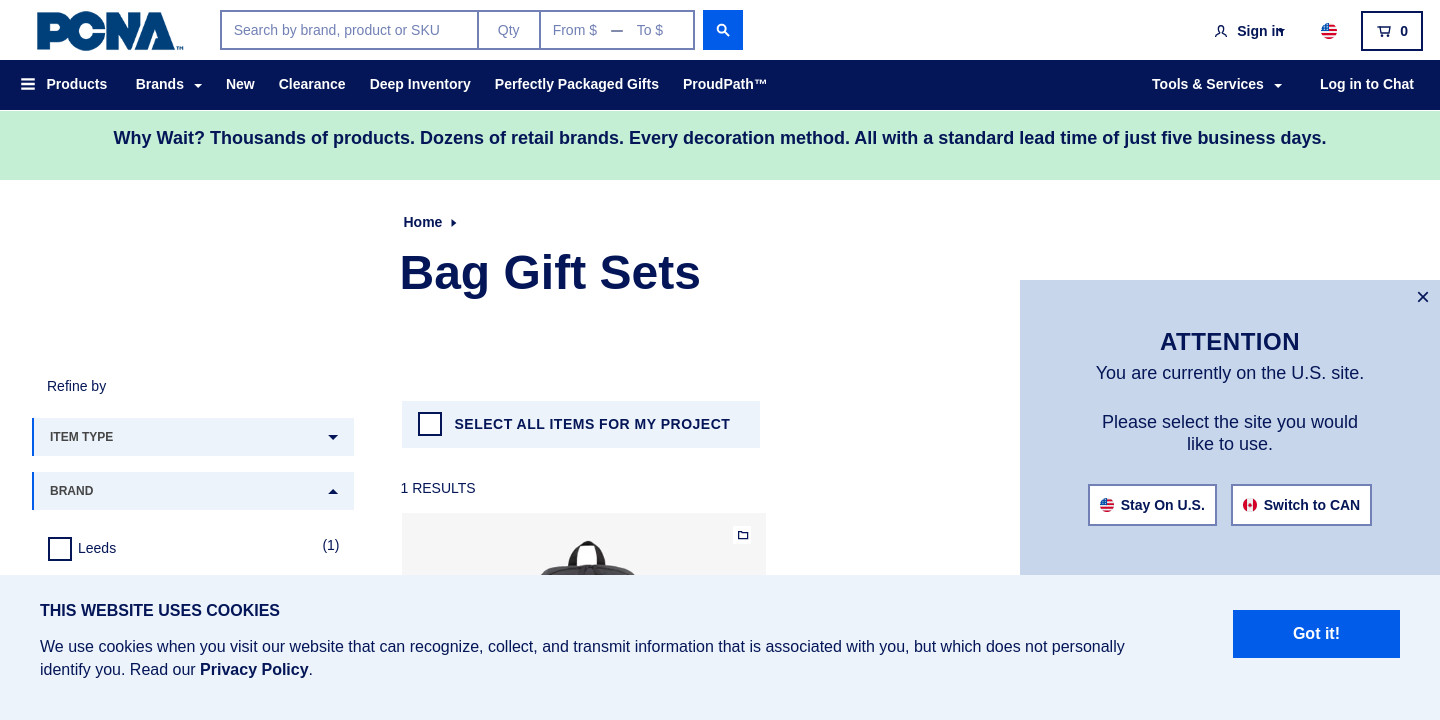 PCNA™
Search by brand, product or SKU
Qty
From $ — To $
Sign in
0
Products
Brands
New
Clearance
Deep Inventory
Perfectly Packaged Gifts
ProudPath™
Tools & Services
Log in to Chat
Why Wait? Thousands of products. Dozens of retail brands. Every decoration method. All with a standard lead time of just five business days.
Home
Bag Gift Sets
Refine by
ITEM TYPE
BRAND
Leeds (1)
SELECT ALL ITEMS FOR MY PROJECT
1 RESULTS
ATTENTION
You are currently on the U.S. site.
Please select the site you would
like to use.
Stay On U.S.
Switch to CAN
THIS WEBSITE USES COOKIES
We use cookies when you visit our website that can recognize, collect, and transmit information that is associated with you, but which does not personally
identify you. Read our Privacy Policy.
Got it!